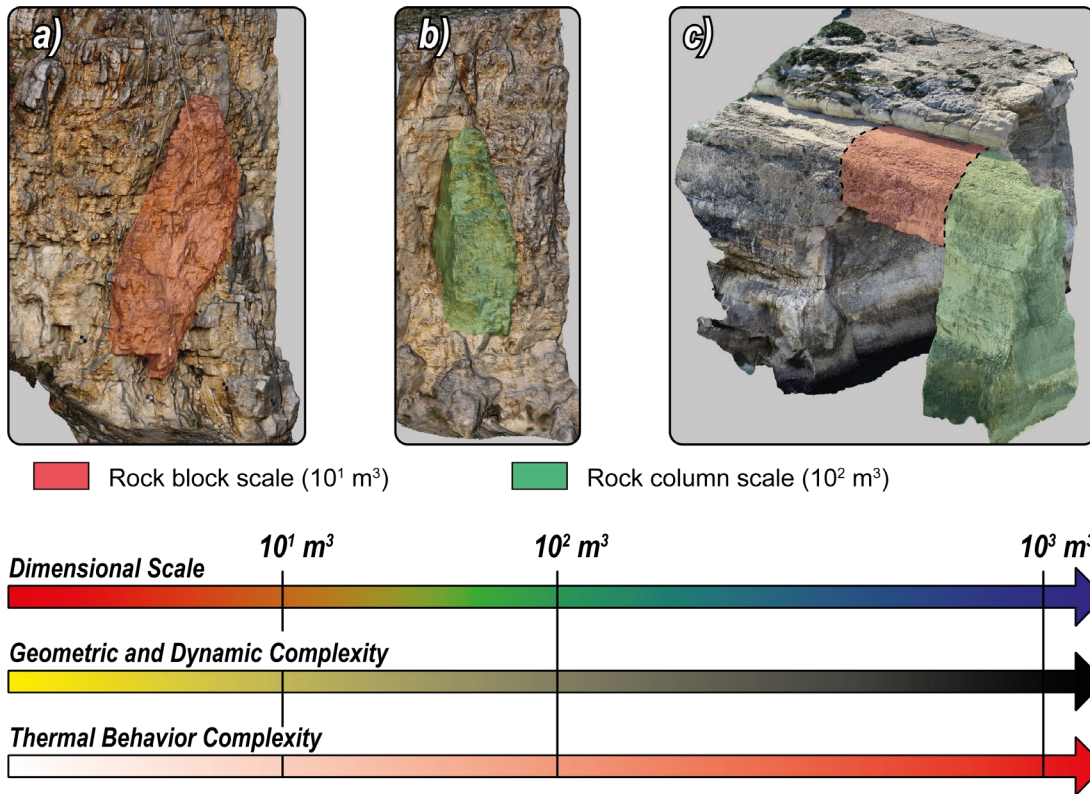 a)
b)
c)
Rock block scale (10¹ m³)
Rock column scale (10² m³)
10¹ m³
10² m³
10³ m³
Dimensional Scale
Geometric and Dynamic Complexity
Thermal Behavior Complexity